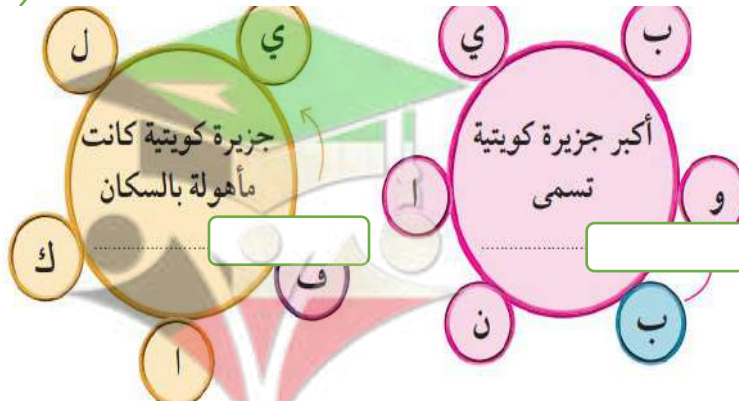 ب
ي
و
ا
ب
ن
أكبر جزيرة كويتية
تسمى
..................
ي
ل
ك
ا
ف
جزيرة كويتية كانت
مأهولة بالسكان
..................